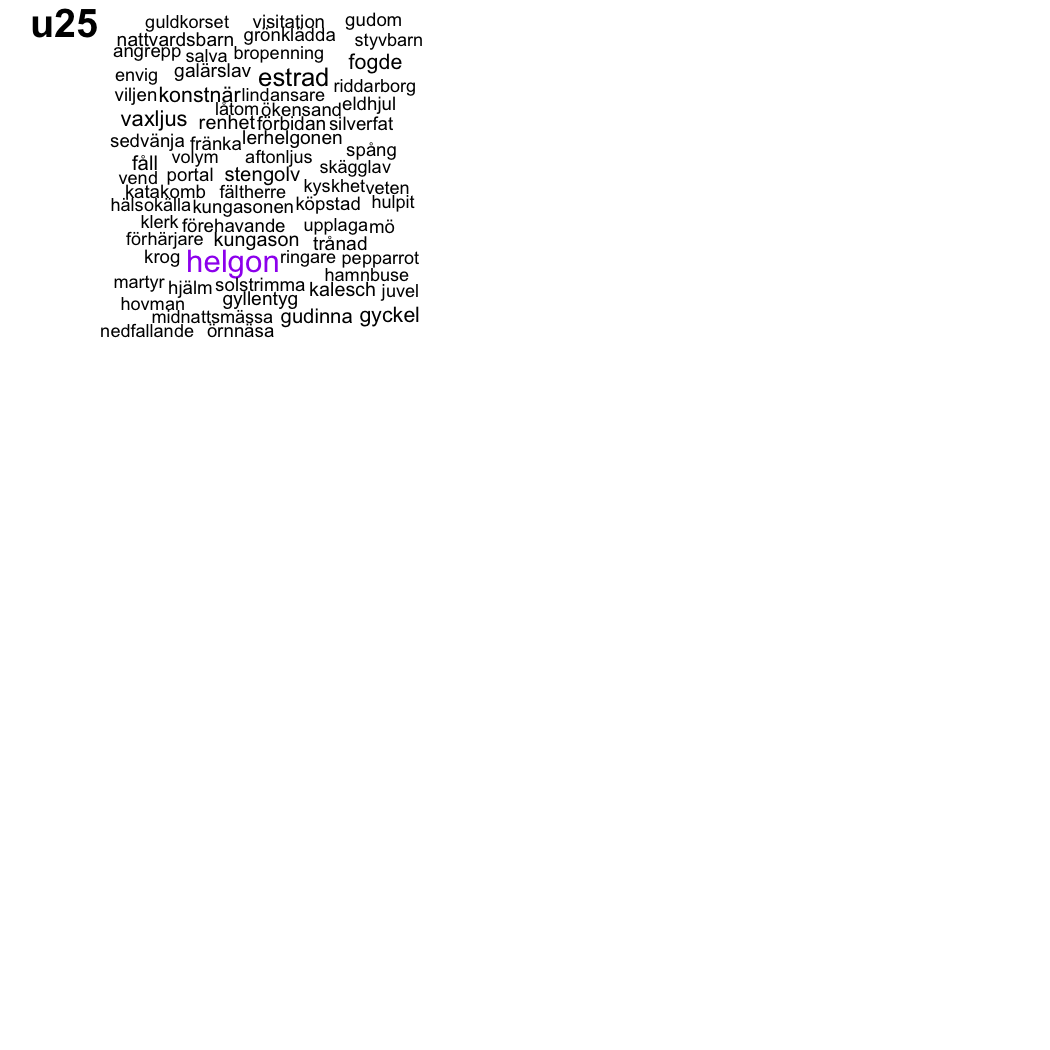 u25
guldkorset visitation gudom
nattvardsbarn grönklädda styvbarn
angrepp salva bropenning fogde
envig galärslav estrad riddarborg
viljen konstnär lindansare eldhjul
låtom ökensand
vaxljus renhet förbidan silverfat
sedvänja fränka lerhelgonen spång
fåll volym aftonljus skägglav
vend portal stengolv kyskhet veten
katakomb fältherre
hälsokälla kungasonen köpstad hulpit
klerk förehavande upplaga mö
förhärjare kungason trånad
krog helgon ringare pepparrot
hamnbuse
martyr hjälm solstrimma kalesch juvel
hovman gyllentyg
midnattsmässa gudinna gyckel
nedfallande örnnäsa